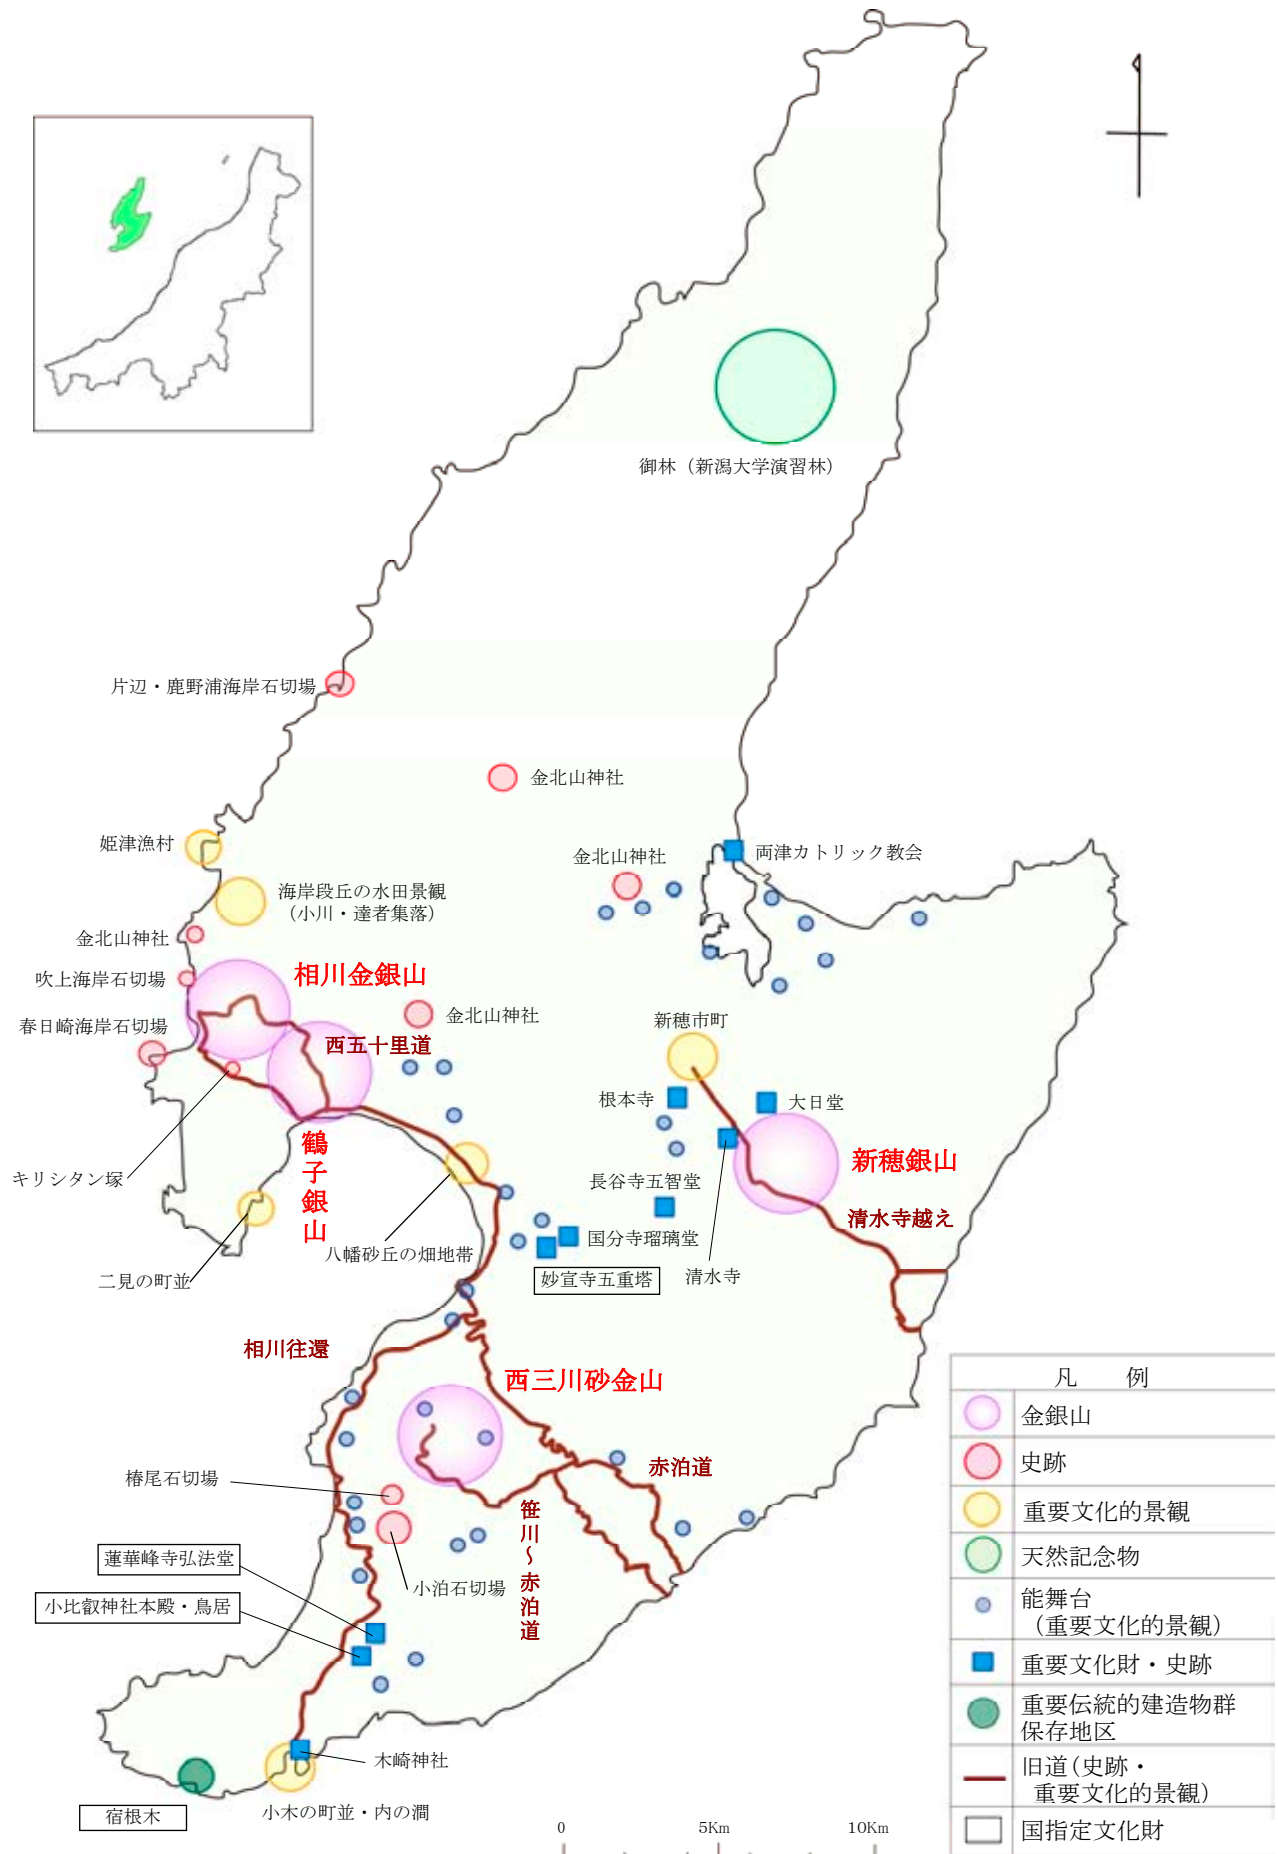 御林（新潟大学演習林）
片辺・鹿野浦海岸石切場
金北山神社
姫津漁村
金北山神社
両津カトリック教会
海岸段丘の水田景観
（小川・達者集落）
金北山神社
吹上海岸石切場
相川金銀山
春日崎海岸石切場
金北山神社
新穂市町
西五十里道
根本寺
大日堂
鶴子銀山
新穂銀山
キリシタン塚
長谷寺五智堂
清水寺越え
国分寺瑠璃堂
八幡砂丘の畑地帯
二見の町並
妙宣寺五重塔
清水寺
相川往還
西三川砂金山
赤泊道
椿尾石切場
笹川～赤泊道
蓮華峰寺弘法堂
小泊石切場
小比叡神社本殿・鳥居
木崎神社
宿根木
小木の町並・内の澗
0
5Km
10Km
凡 例
金銀山
史跡
重要文化的景観
天然記念物
能舞台
（重要文化的景観）
重要文化財・史跡
重要伝統的建造物群
保存地区
旧道（史跡・
重要文化的景観）
国指定文化財